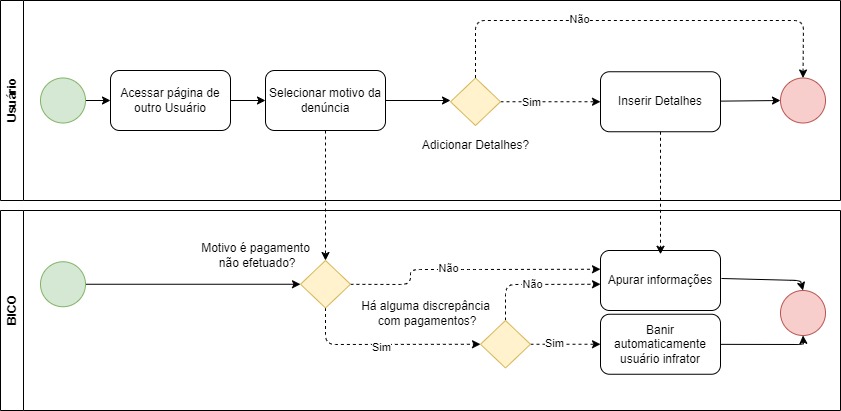 Usuário
Não
Acessar página de
outro Usuário
Selecionar motivo da
denúncia
Sim
Inserir Detalhes
Adicionar Detalhes?
BICO
Motivo é pagamento
não efetuado?
Não
Apurar informações
Há alguma discrepância
com pagamentos?
Não
Sim
Sim
Banir
automaticamente
usuário infrator